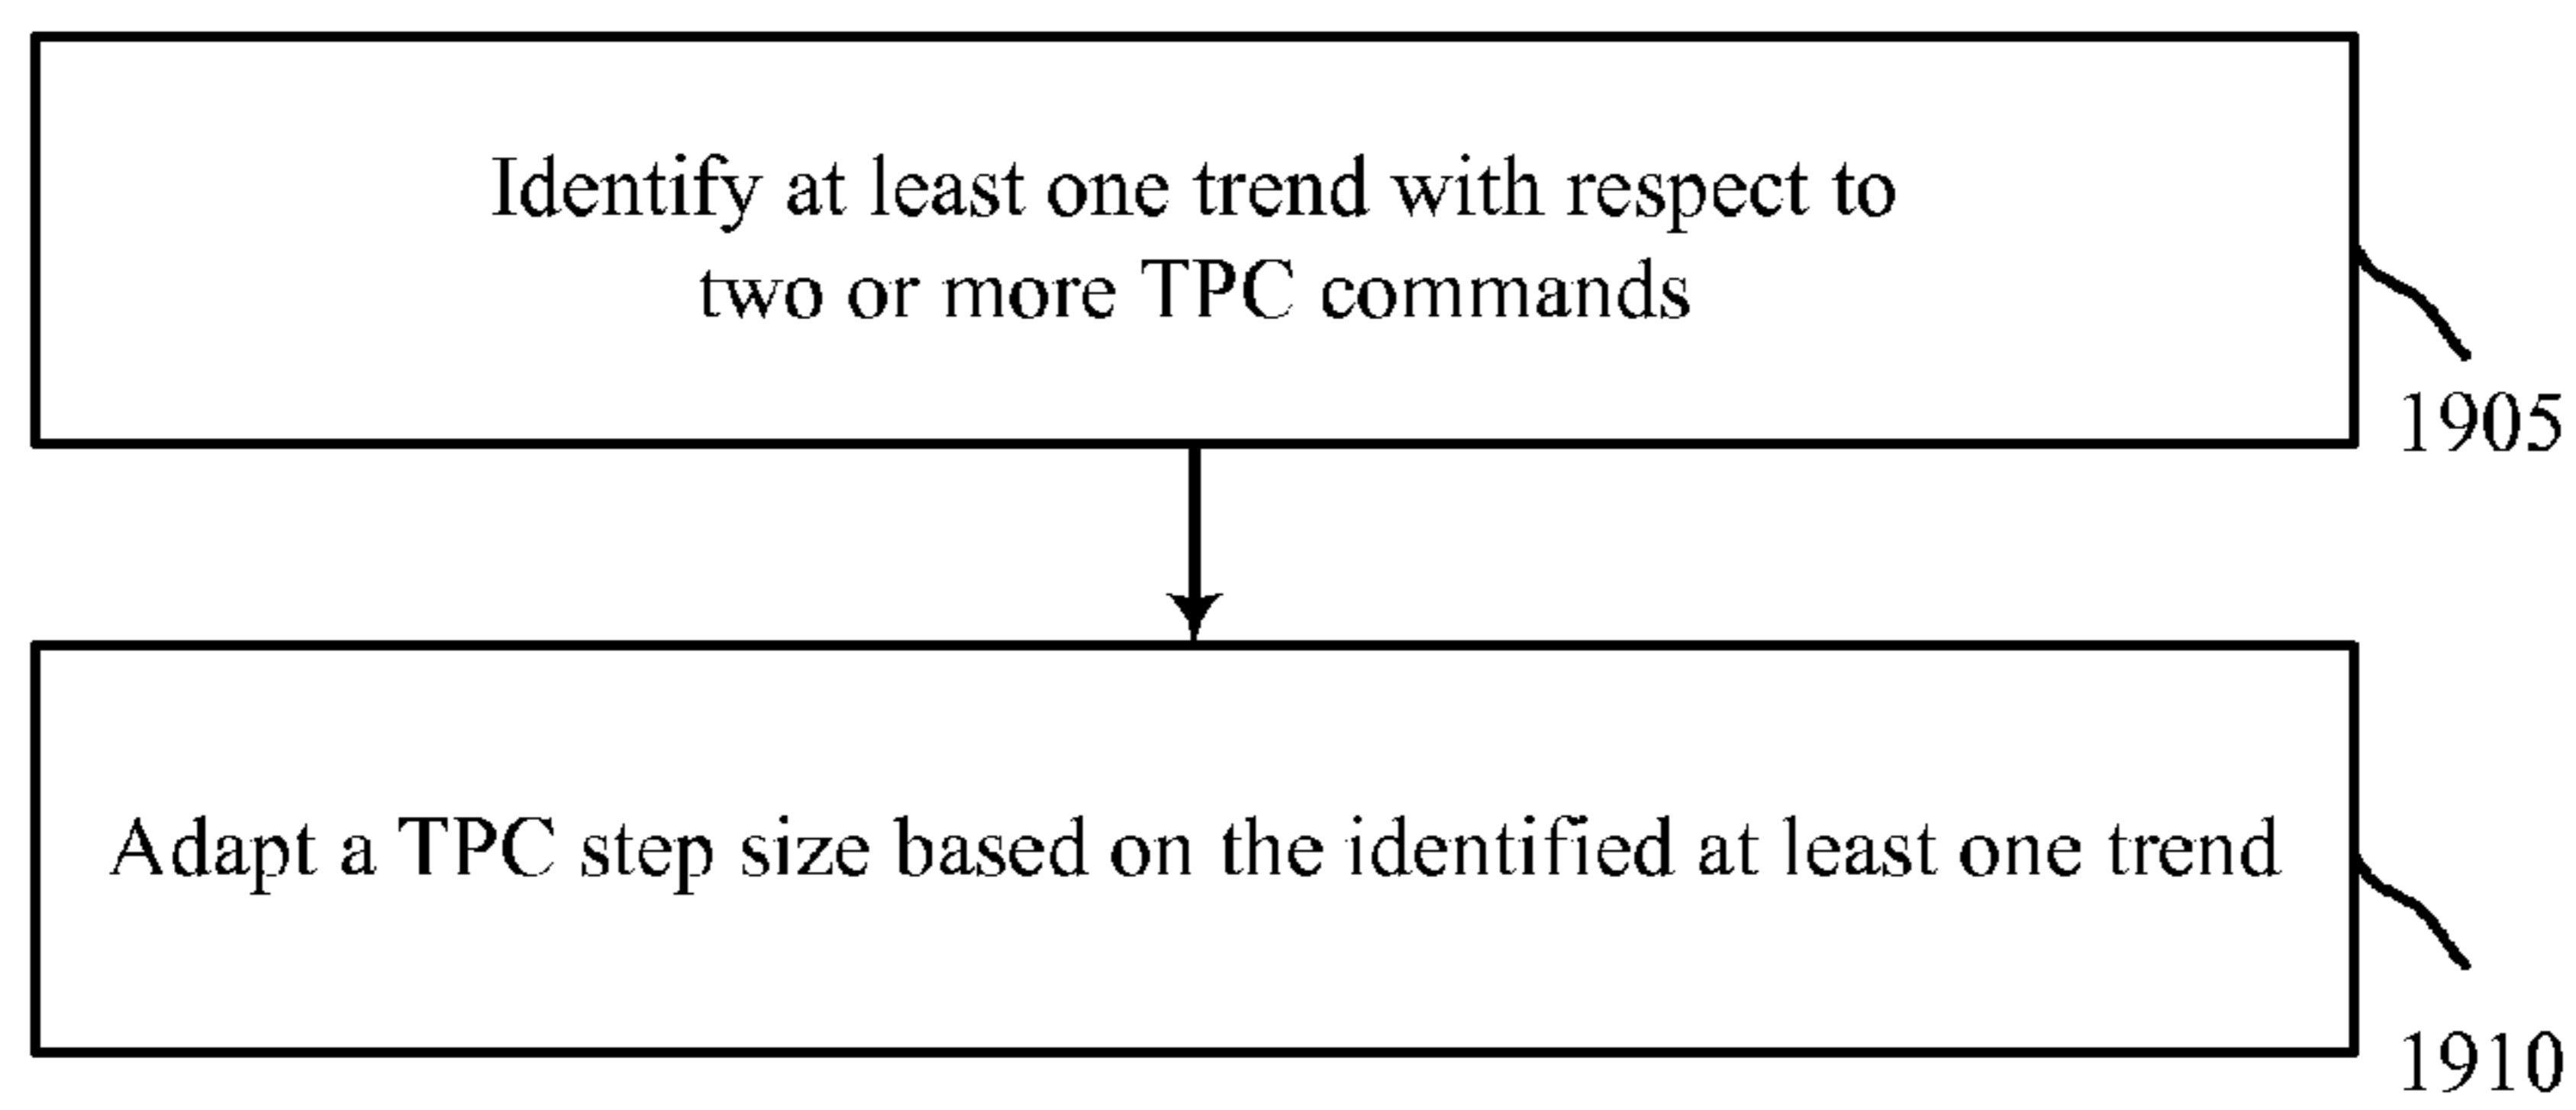 Identify at least one trend with respect to
two or more TPC commands
1905
Adapt a TPC step size based on the identified at least one trend
1910